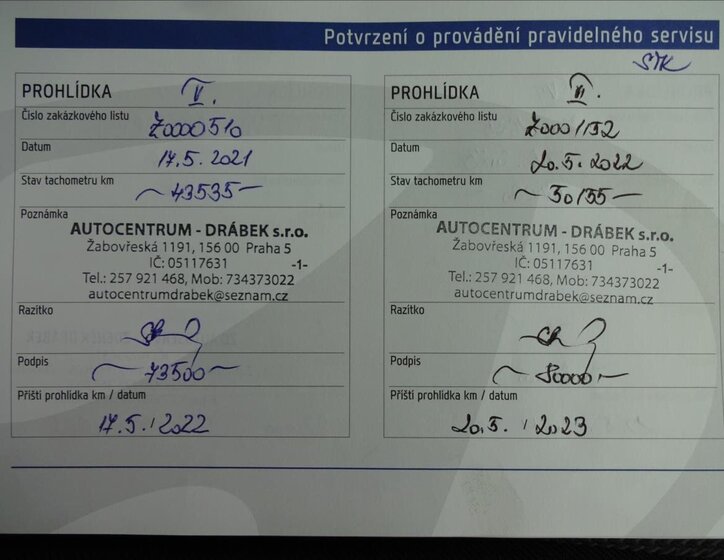 Potvrzení o provádění pravidelného servisu
STK
PROHLÍDKA V.
Číslo zakázkového listu
Z0000510
Datum
17.5.2021
Stav tachometru km
~43535~
Poznámka
AUTOCENTRUM - DRÁBEK s.r.o.
Žabovřeská 1191, 156 00 Praha 5
IČ: 05117631 -1-
Tel.: 257 921 468, Mob: 734373022
autocentrumdrabek@seznam.cz
Razítko
Podpis
~73500~
Příští prohlídka km / datum
17.5. / 2022
PROHLÍDKA VI.
Číslo zakázkového listu
Z0001152
Datum
20.5.2022
Stav tachometru km
~50155~
Poznámka
AUTOCENTRUM - DRÁBEK s.r.o.
Žabovřeská 1191, 156 00 Praha 5
IČ: 05117631 -1-
Tel.: 257 921 468, Mob: 734373022
autocentrumdrabek@seznam.cz
Razítko
Podpis
~80000~
Příští prohlídka km / datum
20.5. / 2023